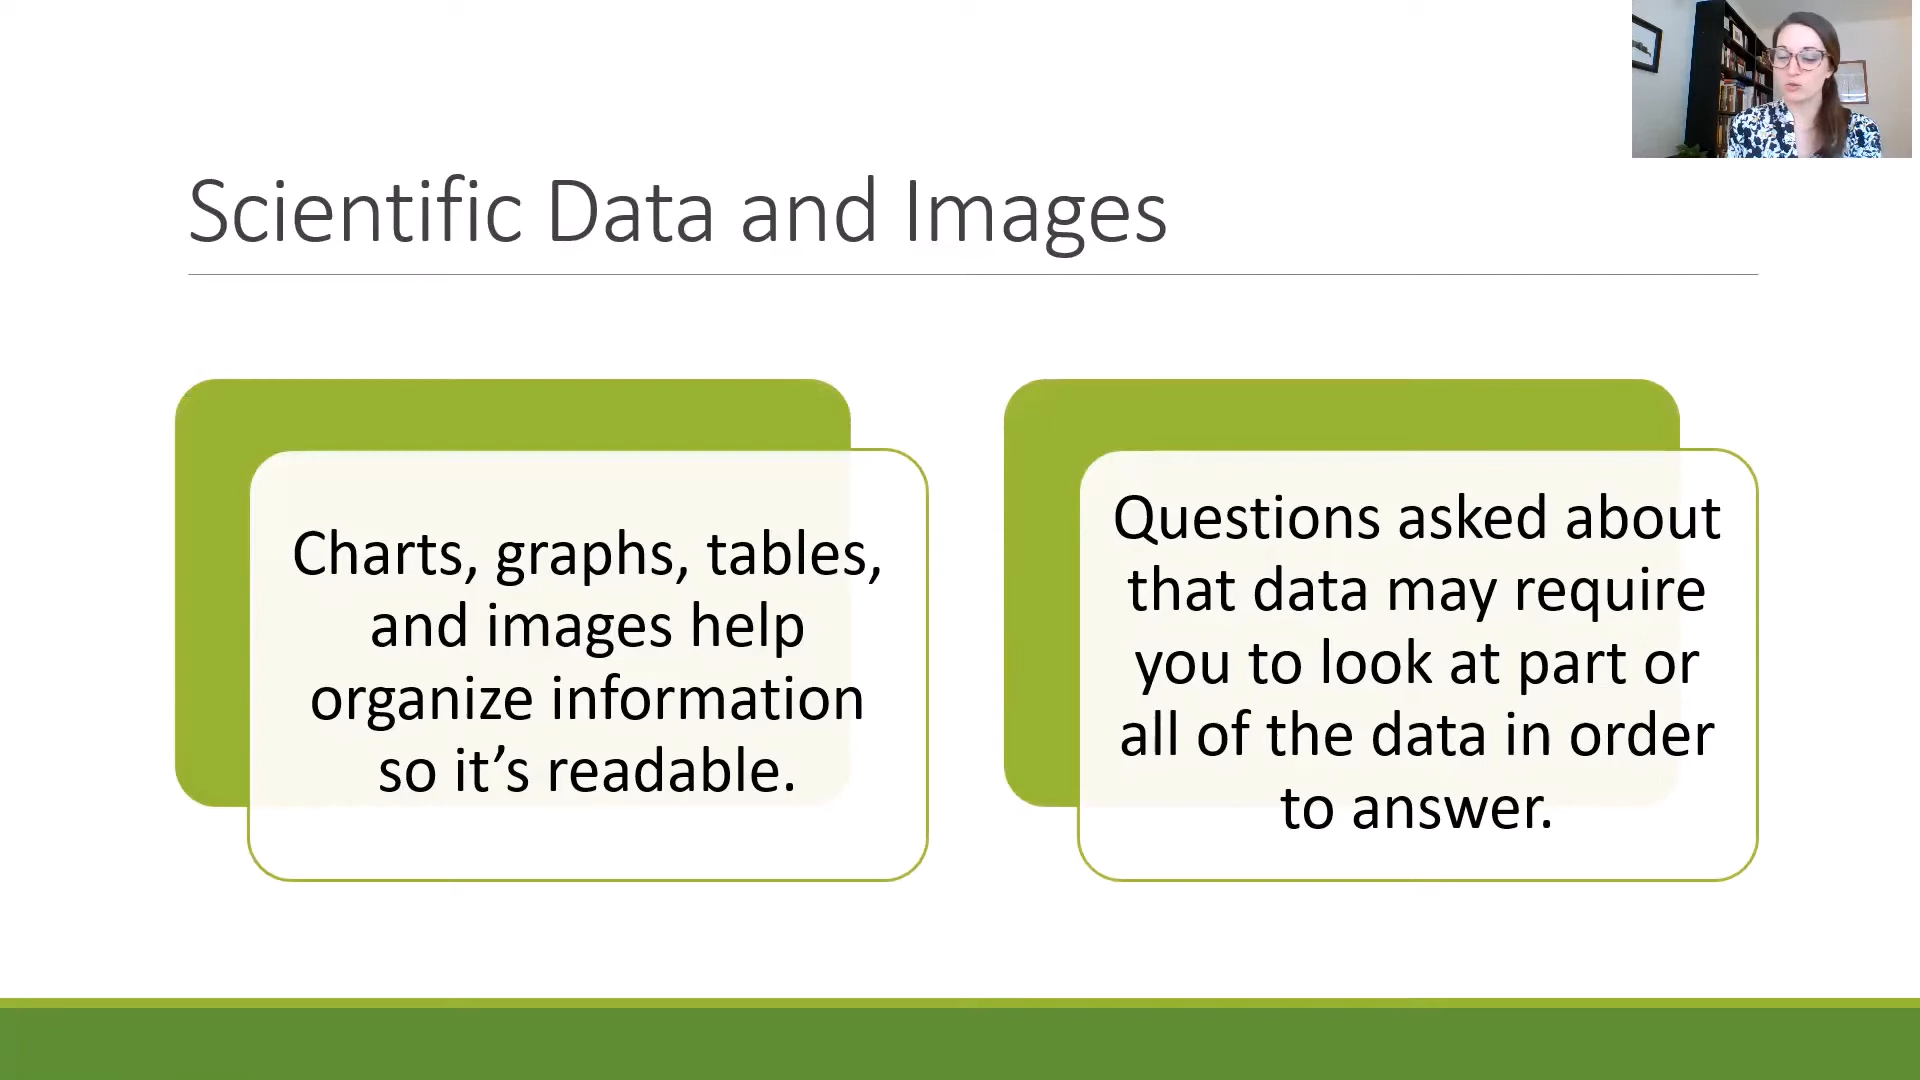 Scientific Data and Images
Charts, graphs, tables,
and images help
organize information
so it’s readable.
Questions asked about
that data may require
you to look at part or
all of the data in order
to answer.